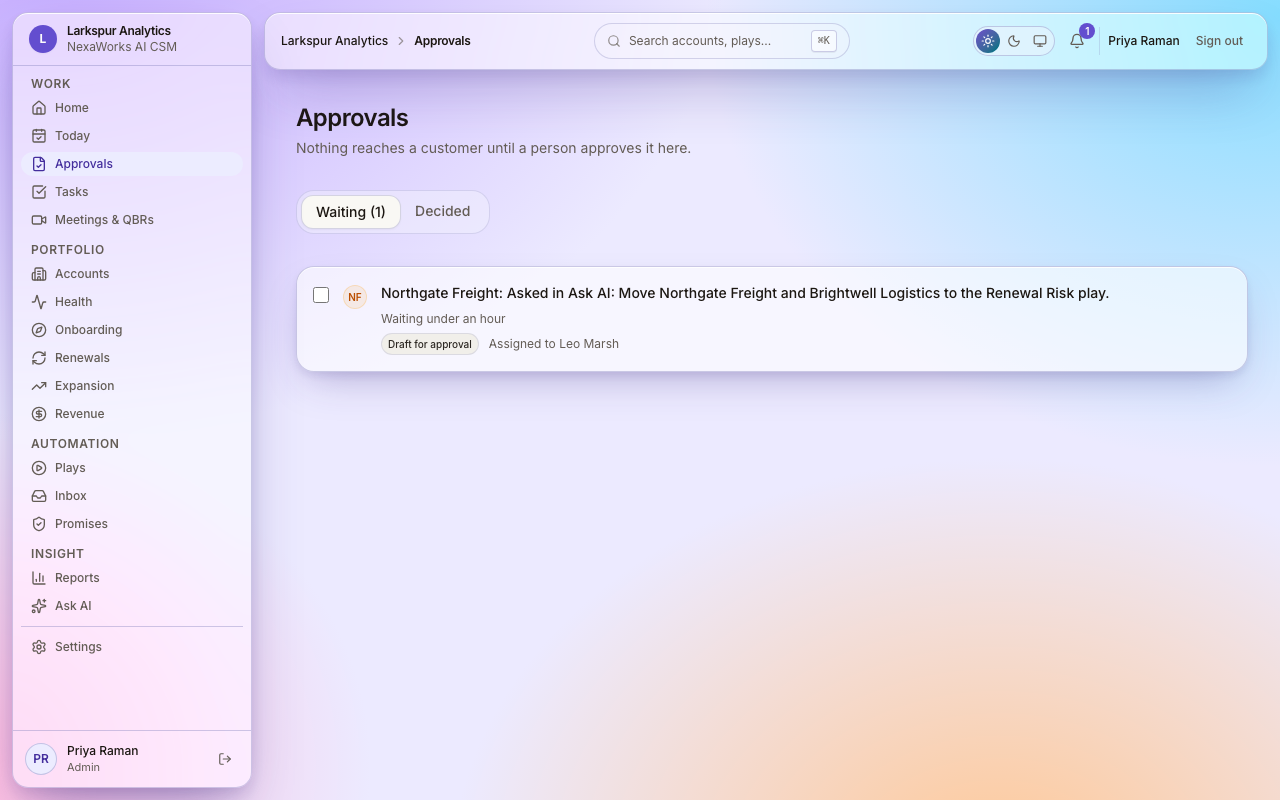 L
Larkspur Analytics
NexaWorks AI CSM
WORK
Home
Today
Approvals
Tasks
Meetings & QBRs
PORTFOLIO
Accounts
Health
Onboarding
Renewals
Expansion
Revenue
AUTOMATION
Plays
Inbox
Promises
INSIGHT
Reports
Ask AI
Settings
PR
Priya Raman
Admin
Larkspur Analytics > Approvals
Search accounts, plays... ⌘K
1
Priya Raman
Sign out
Approvals
Nothing reaches a customer until a person approves it here.
Waiting (1) Decided
NF
Northgate Freight: Asked in Ask AI: Move Northgate Freight and Brightwell Logistics to the Renewal Risk play.
Waiting under an hour
Draft for approval Assigned to Leo Marsh